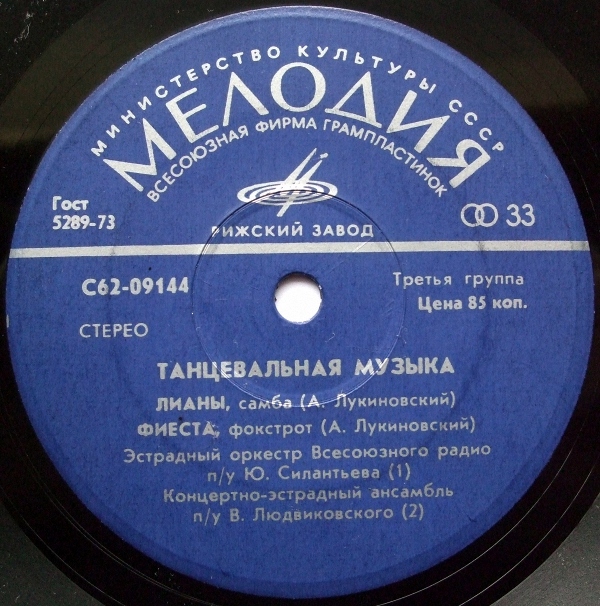 МИНИСТЕРСТВО КУЛЬТУРЫ СССР
МЕЛОДИЯ
ВСЕСОЮЗНАЯ ФИРМА ГРАМПЛАСТИНОК
Гост
5289-73
33
РИЖСКИЙ ЗАВОД
С62-09144
Третья группа
Цена 85 коп.
СТЕРЕО
ТАНЦЕВАЛЬНАЯ МУЗЫКА
ЛИАНЫ, самба (А. Лукиновский)
ФИЕСТА, фокстрот (А. Лукиновский)
Эстрадный оркестр Всесоюзного радио
п/у Ю. Силантьева (1)
Концертно-эстрадный ансамбль
п/у В. Людвиковского (2)